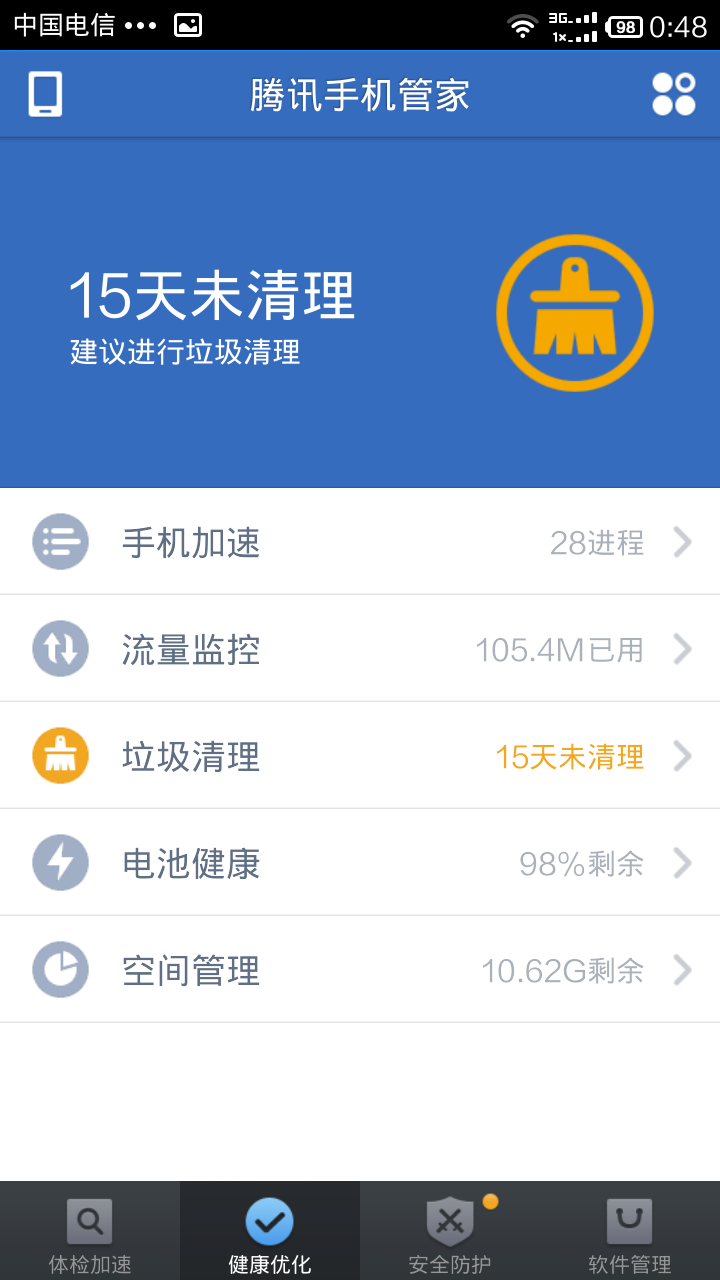 中国电信 ••• 3G 1x 98 0:48
腾讯手机管家
15天未清理
建议进行垃圾清理
手机加速 28进程
流量监控 105.4M已用
垃圾清理 15天未清理
电池健康 98%剩余
空间管理 10.62G剩余
体检加速 健康优化 安全防护 软件管理